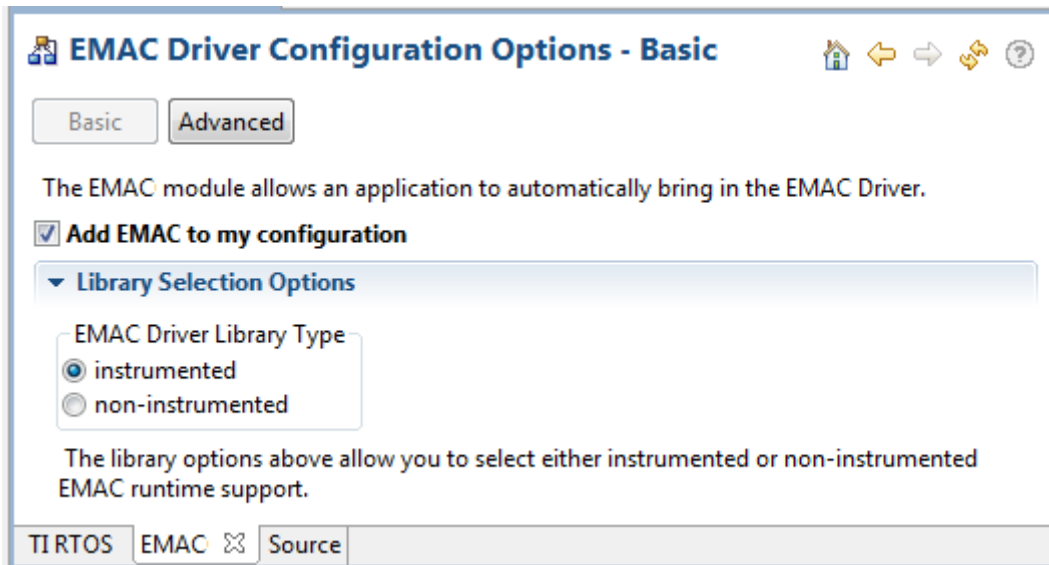 EMAC Driver Configuration Options - Basic
Basic Advanced
The EMAC module allows an application to automatically bring in the EMAC Driver.
Add EMAC to my configuration
Library Selection Options
EMAC Driver Library Type
instrumented
non-instrumented
The library options above allow you to select either instrumented or non-instrumented
EMAC runtime support.
TI RTOS EMAC Source